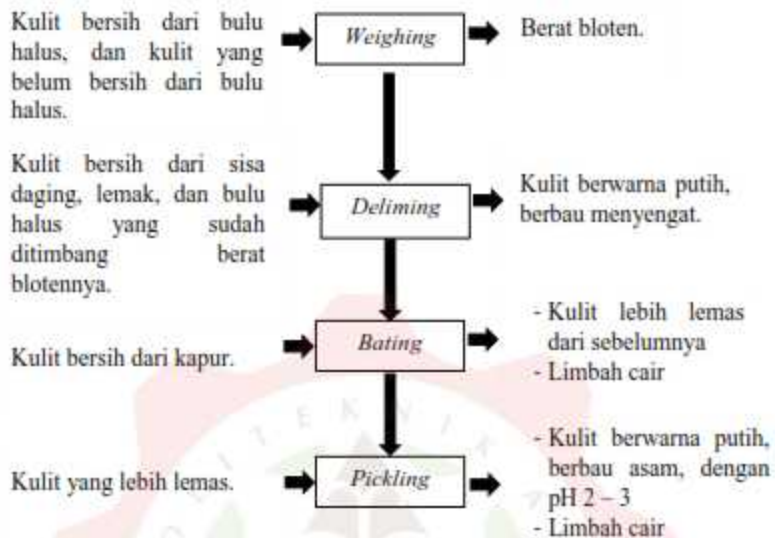 Kulit bersih dari bulu
halus, dan kulit yang
belum bersih dari bulu
halus.
Weighing
Berat bloten.
Kulit bersih dari sisa
daging, lemak, dan bulu
halus yang sudah
ditimbang berat
blotennya.
Deliming
Kulit berwarna putih,
berbau menyengat.
Kulit bersih dari kapur.
Bating
- Kulit lebih lemas
dari sebelumnya
- Limbah cair
Kulit yang lebih lemas.
Pickling
- Kulit berwarna putih,
berbau asam, dengan
pH 2 – 3
- Limbah cair